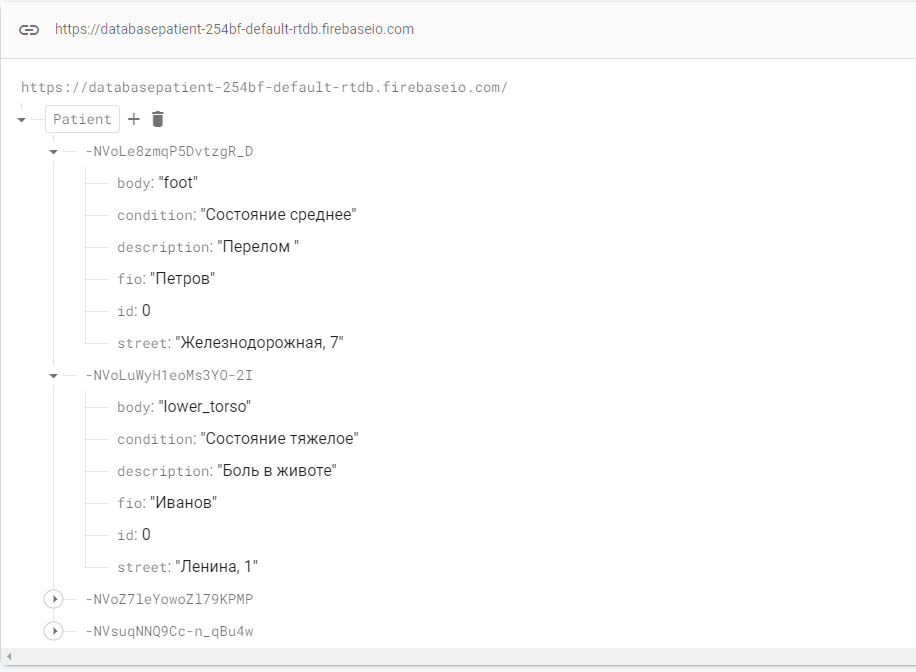 https://databasepatient-254bf-default-rtdb.firebaseio.com
https://databasepatient-254bf-default-rtdb.firebaseio.com/
Patient
-NVoLe8zmqP5DvtzgR_D
body: "foot"
condition: "Состояние среднее"
description: "Перелом "
fio: "Петров"
id: 0
street: "Железнодорожная, 7"
-NVoLuWyH1eoMs3YO-2I
body: "lower_torso"
condition: "Состояние тяжелое"
description: "Боль в животе"
fio: "Иванов"
id: 0
street: "Ленина, 1"
-NVoZ7leYowoZl79KPMP
-NVsuqNNQ9Cc-n_qBu4w